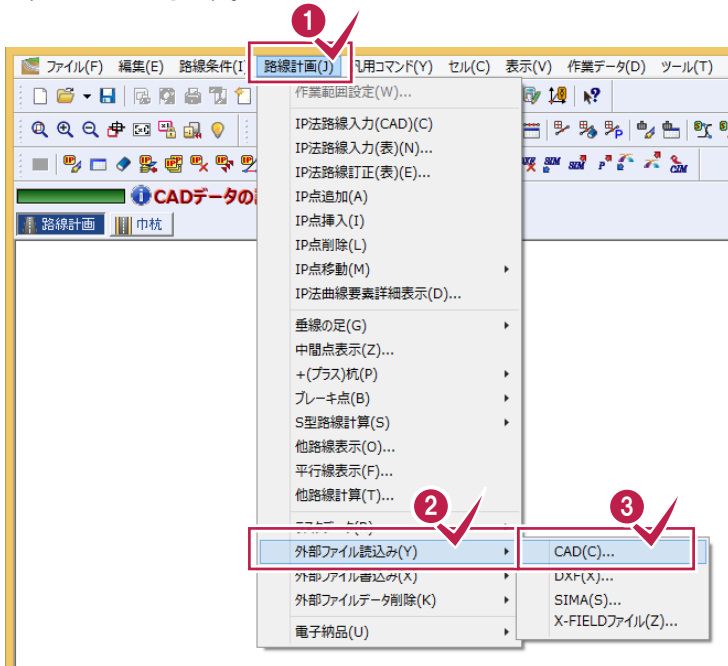 1
ファイル(F) 編集(E) 路線条件(I) 路線計画(J) 汎用コマンド(Y) セル(C) 表示(V) 作業データ(D) ツール(T)
作業範囲設定(W)...
IP法路線入力(CAD)(C)
IP法路線入力(表)(N)...
IP法路線訂正(表)(E)...
CADデータの
IP点追加(A)
路線計画 巾杭
IP点挿入(I)
IP点削除(L)
IP点移動(M)
IP法曲線要素詳細表示(D)...
垂線の足(G)
中間点表示(Z)...
+(プラス)杭(P)
ブレーキ点(B)
S型路線計算(S)
他路線表示(O)...
平行線表示(F)...
他路線計算(T)...
2
3
外部ファイル読込み(Y)
CAD(C)...
外部ファイル書込み(X)
DXF(X)...
外部ファイルデータ削除(K)
SIMA(S)...
X-FIELDファイル(Z)...
電子納品(U)